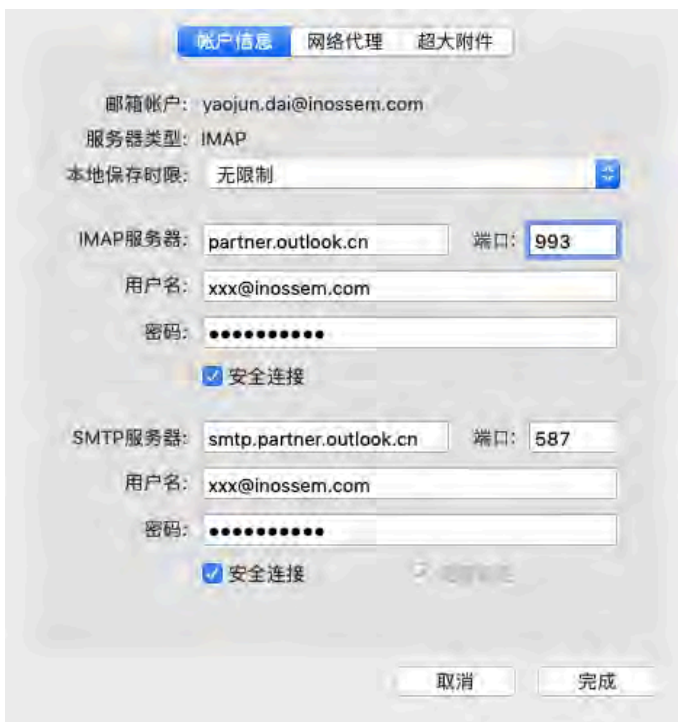 帐户信息 网络代理 超大附件
邮箱帐户: yaojun.dai@inossem.com
服务器类型: IMAP
本地保存时限: 无限制
IMAP服务器: partner.outlook.cn 端口: 993
用户名: xxx@inossem.com
密码: ••••••••••
安全连接
SMTP服务器: smtp.partner.outlook.cn 端口: 587
用户名: xxx@inossem.com
密码: ••••••••••
安全连接
取消 完成